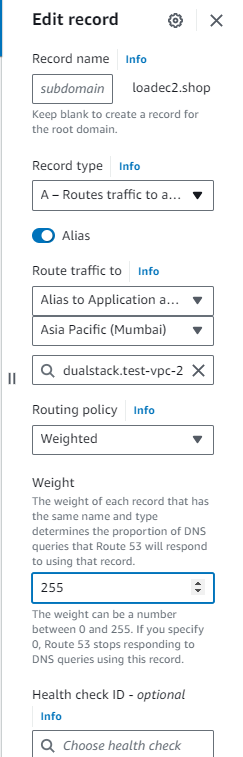 Edit record
Record name Info
subdomain loadec2.shop
Keep blank to create a record for
the root domain.
Record type Info
A – Routes traffic to a...
Alias
Route traffic to Info
Alias to Application a...
Asia Pacific (Mumbai)
dualstack.test-vpc-2
Routing policy Info
Weighted
Weight
The weight of each record that has
the same name and type
determines the proportion of DNS
queries that Route 53 will respond
to using that record.
255
The weight can be a number
between 0 and 255. If you specify
0, Route 53 stops responding to
DNS queries using this record.
Health check ID - optional
Info
Choose health check